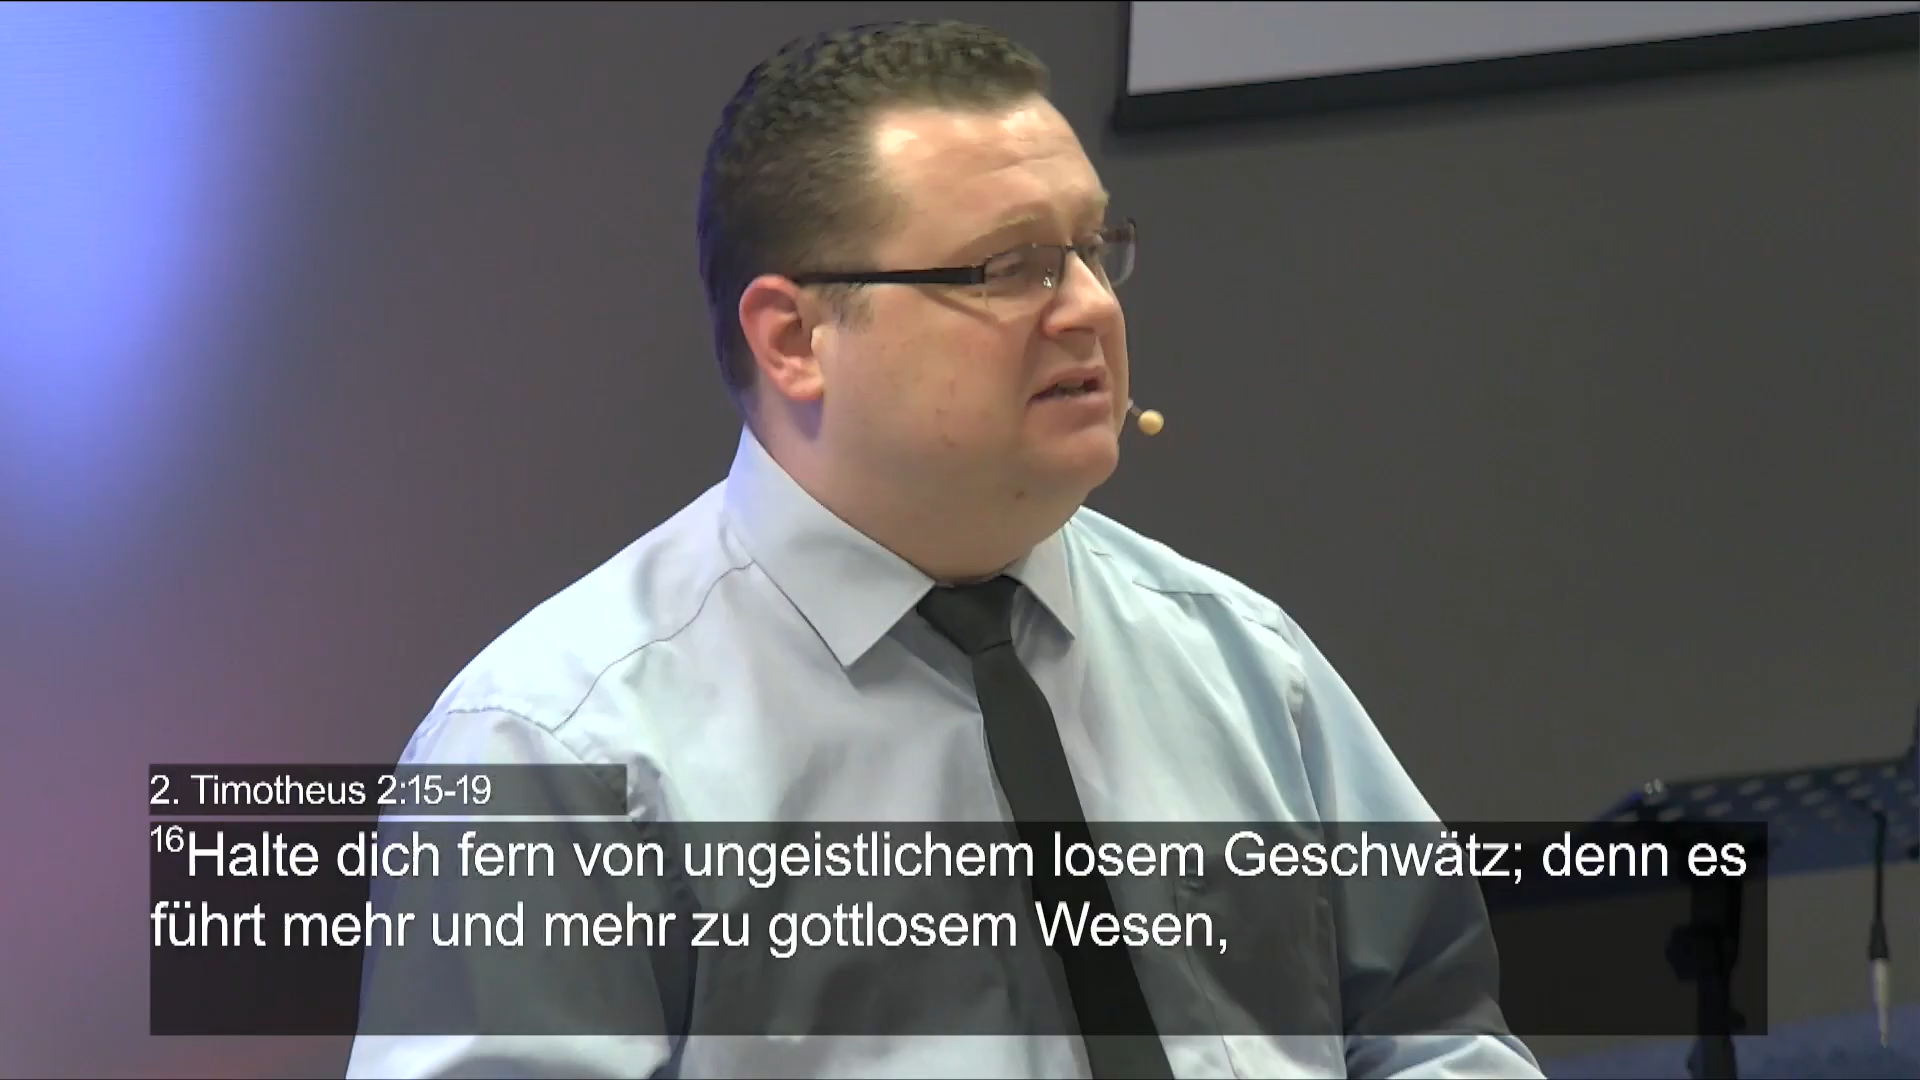 2. Timotheus 2:15-19
¹⁶Halte dich fern von ungeistlichem losem Geschwätz; denn es
führt mehr und mehr zu gottlosem Wesen,